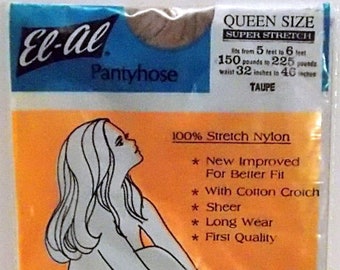 El-Al
Pantyhose
QUEEN SIZE
SUPER STRETCH
fits from 5 feet to 6 feet
150 pounds to 225 pounds
waist 32 inches to 40 inches
TAUPE
100% Stretch Nylon
* New Improved
For Better Fit
* With Cotton Crotch
* Sheer
* Long Wear
* First Quality